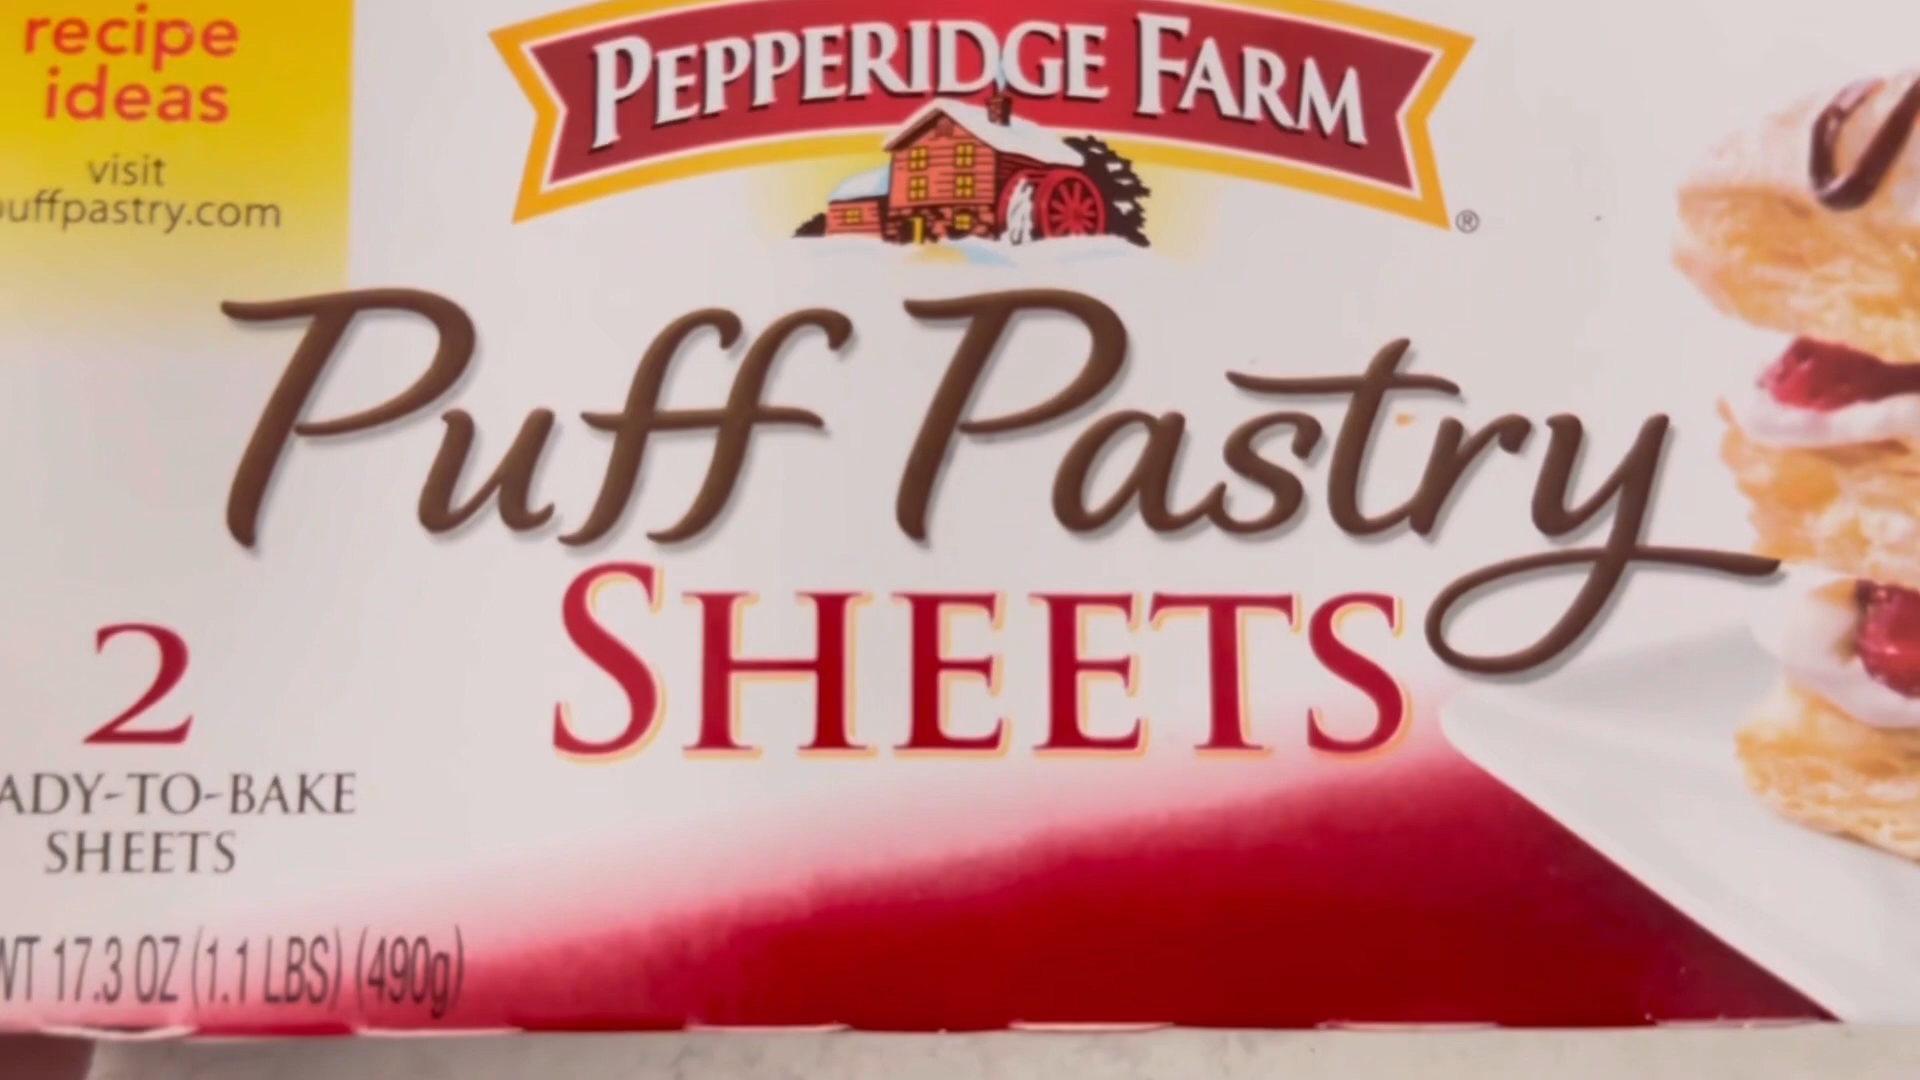 recipe
ideas
visit
puffpastry.com
PEPPERIDGE FARM
®
Puff Pastry
SHEETS
2
ADY-TO-BAKE
SHEETS
WT 17.3 OZ (1.1 LBS) (490g)